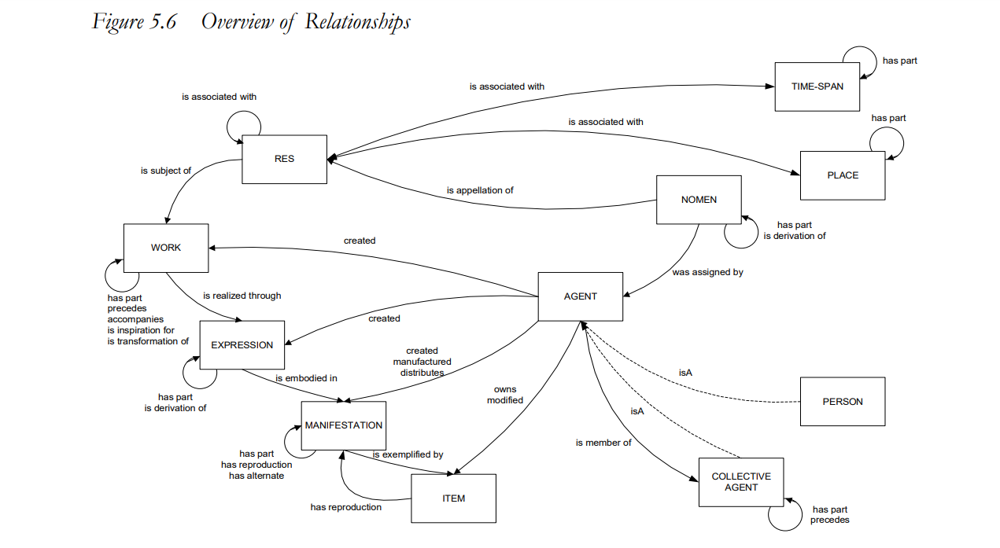 Figure 5.6 Overview of Relationships
has part
TIME-SPAN
is associated with
is associated with
has part
is associated with
RES
PLACE
is subject of
is appellation of
NOMEN
has part
is derivation of
created
WORK
was assigned by
is realized through
AGENT
has part
precedes
accompanies
is inspiration for
is transformation of
created
EXPRESSION
created
manufactured
distributes
isA
is embodied in
owns
modified
has part
is derivation of
PERSON
isA
MANIFESTATION
is member of
has part
has reproduction
has alternate
is exemplified by
COLLECTIVE
AGENT
ITEM
has reproduction
has part
precedes